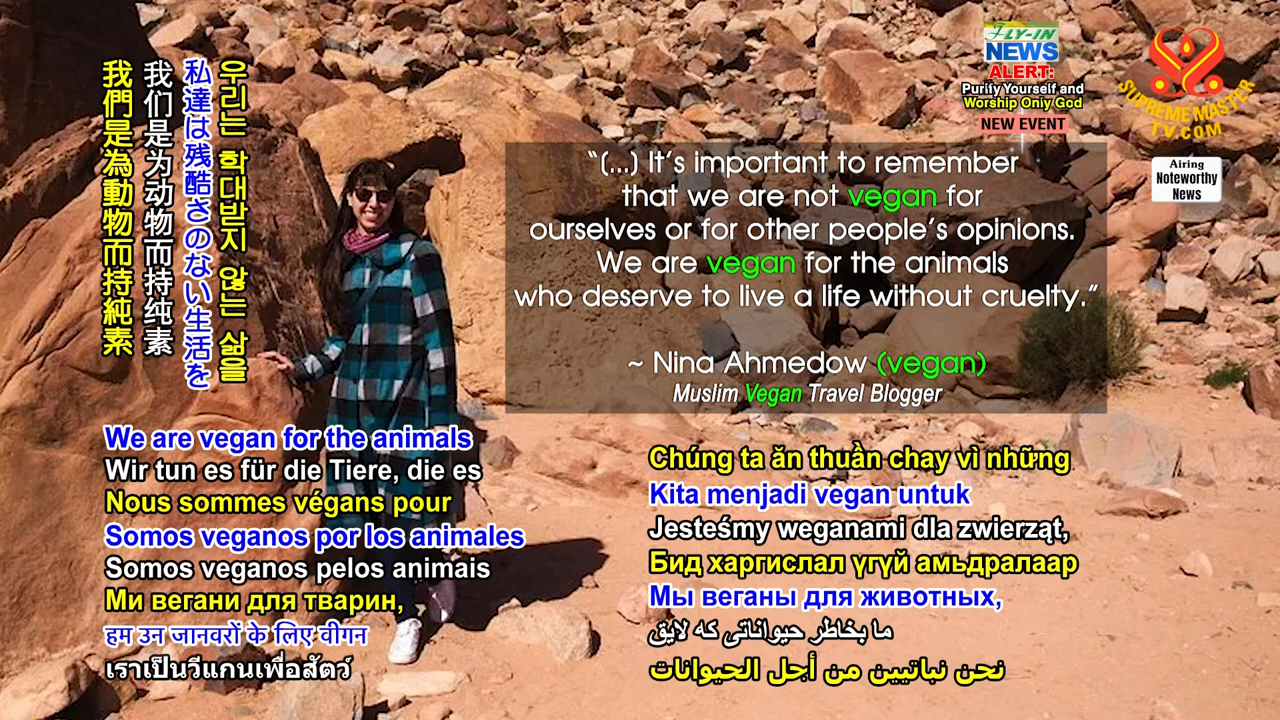 우리는 학대받지 않는 삶을
私達は残酷さのない生活を
我们是为动物而持纯素
我們是為動物而持純素
FLY-IN
NEWS
ALERT:
Purify Yourself and
Worship Only God
NEW EVENT
SUPREME MASTER
TV.COM
Airing
Noteworthy
News
“(...) It’s important to remember
that we are not vegan for
ourselves or for other people’s opinions.
We are vegan for the animals
who deserve to live a life without cruelty.”
~ Nina Ahmedow (vegan)
Muslim Vegan Travel Blogger
We are vegan for the animals
Wir tun es für die Tiere, die es
Nous sommes végans pour
Somos veganos por los animales
Somos veganos pelos animais
Ми вегани для тварин,
हम उन जानवरों के लिए वीगन
เราเป็นวีแกนเพื่อสัตว์
Chúng ta ăn thuần chay vì những
Kita menjadi vegan untuk
Jesteśmy weganami dla zwierząt,
Бид харгислал үгүй амьдралаар
Мы веганы для животных,
ما بخاطر حیواناتی که لایق
نحن نباتيين من أجل الحيوانات